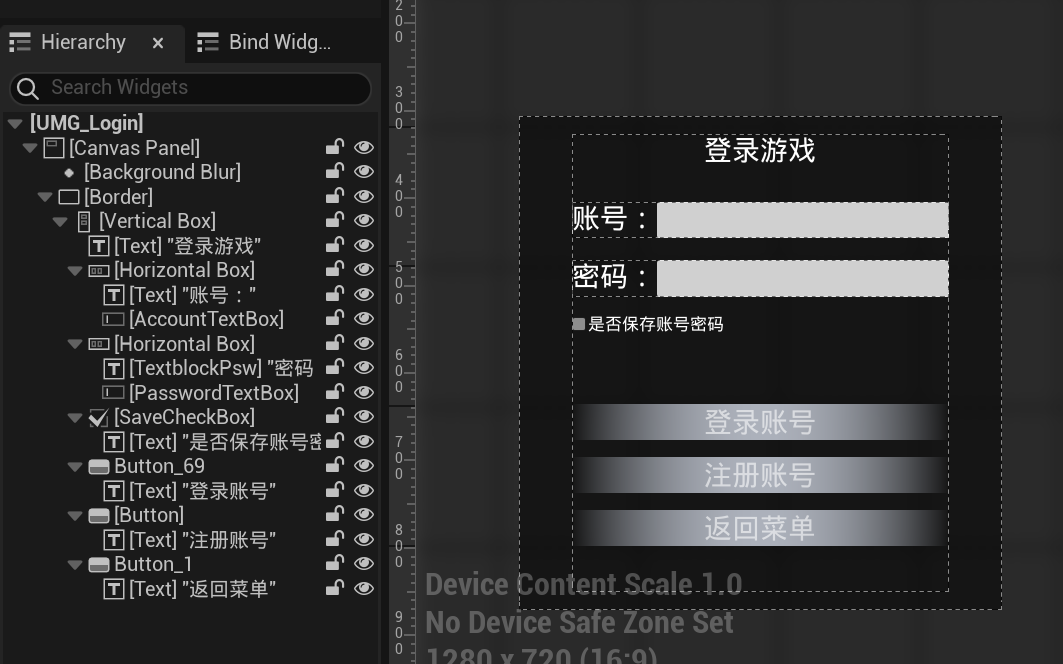 Hierarchy
Bind Widg...
Search Widgets
[UMG_Login]
[Canvas Panel]
[Background Blur]
[Border]
[Vertical Box]
[Text] "登录游戏"
[Horizontal Box]
[Text] "账号："
[AccountTextBox]
[Horizontal Box]
[TextblockPsw] "密码
[PasswordTextBox]
[SaveCheckBox]
[Text] "是否保存账号密
Button_69
[Text] "登录账号"
[Button]
[Text] "注册账号"
Button_1
[Text] "返回菜单"
200
300
400
500
600
700
800
900
登录游戏
账号：
密码：
是否保存账号密码
登录账号
注册账号
返回菜单
Device Content Scale 1.0
No Device Safe Zone Set
1280 x 720 (16:9)